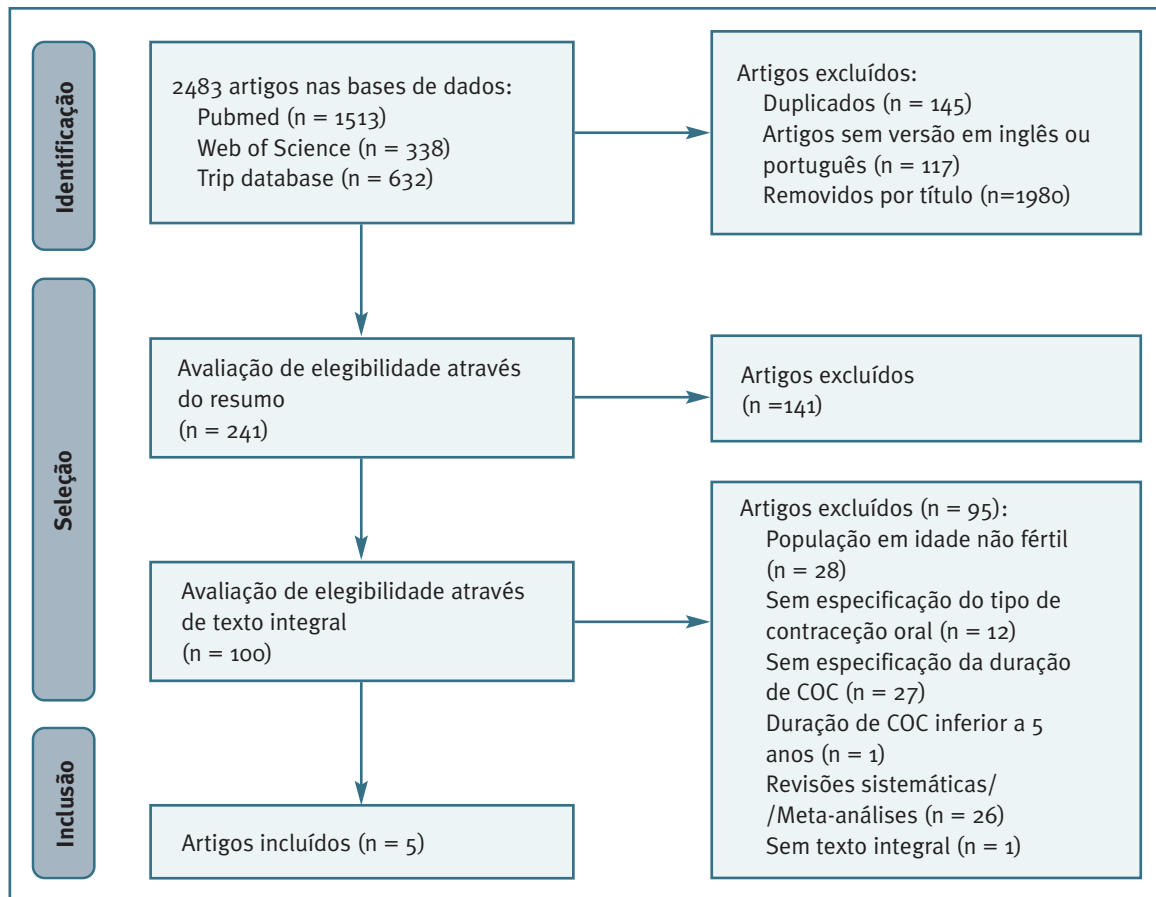 Identificação
2483 artigos nas bases de dados:
Pubmed (n = 1513)
Web of Science (n = 338)
Trip database (n = 632)
Artigos excluídos:
Duplicados (n = 145)
Artigos sem versão em inglês ou
português (n = 117)
Removidos por título (n=1980)
Seleção
Avaliação de elegibilidade através
do resumo
(n = 241)
Artigos excluídos
(n =141)
Avaliação de elegibilidade através
de texto integral
(n = 100)
Artigos excluídos (n = 95):
População em idade não fértil
(n = 28)
Sem especificação do tipo de
contraceção oral (n = 12)
Sem especificação da duração
de COC (n = 27)
Duração de COC inferior a 5
anos (n = 1)
Revisões sistemáticas/
/Meta-análises (n = 26)
Sem texto integral (n = 1)
Inclusão
Artigos incluídos (n = 5)